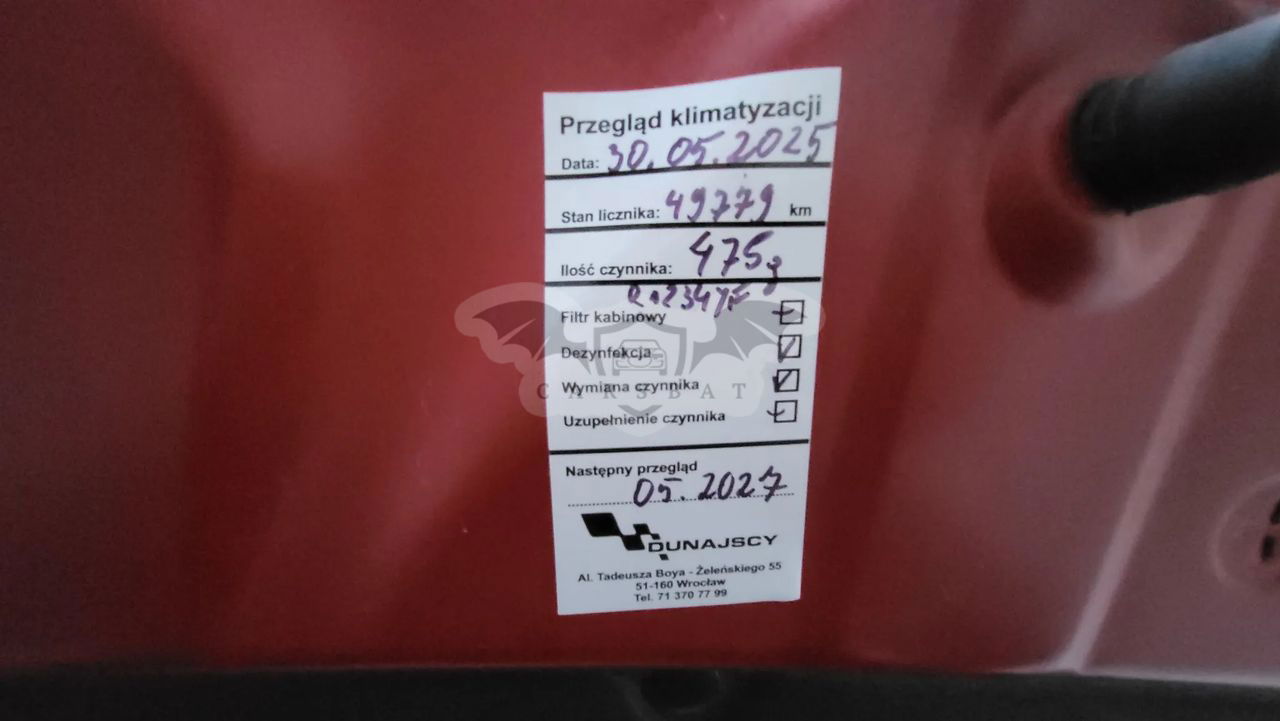 Przegląd klimatyzacji
Data: 30.05.2025
Stan licznika: 49779 km
Ilość czynnika: 475g
R1234yF
Filtr kabinowy
Dezynfekcja
Wymiana czynnika
CARSBAT
Uzupełnienie czynnika
Następny przegląd
05.2027
DUNAJSCY
Al. Tadeusza Boya - Żeleńskiego 55
51-160 Wrocław
Tel. 71 370 77 99